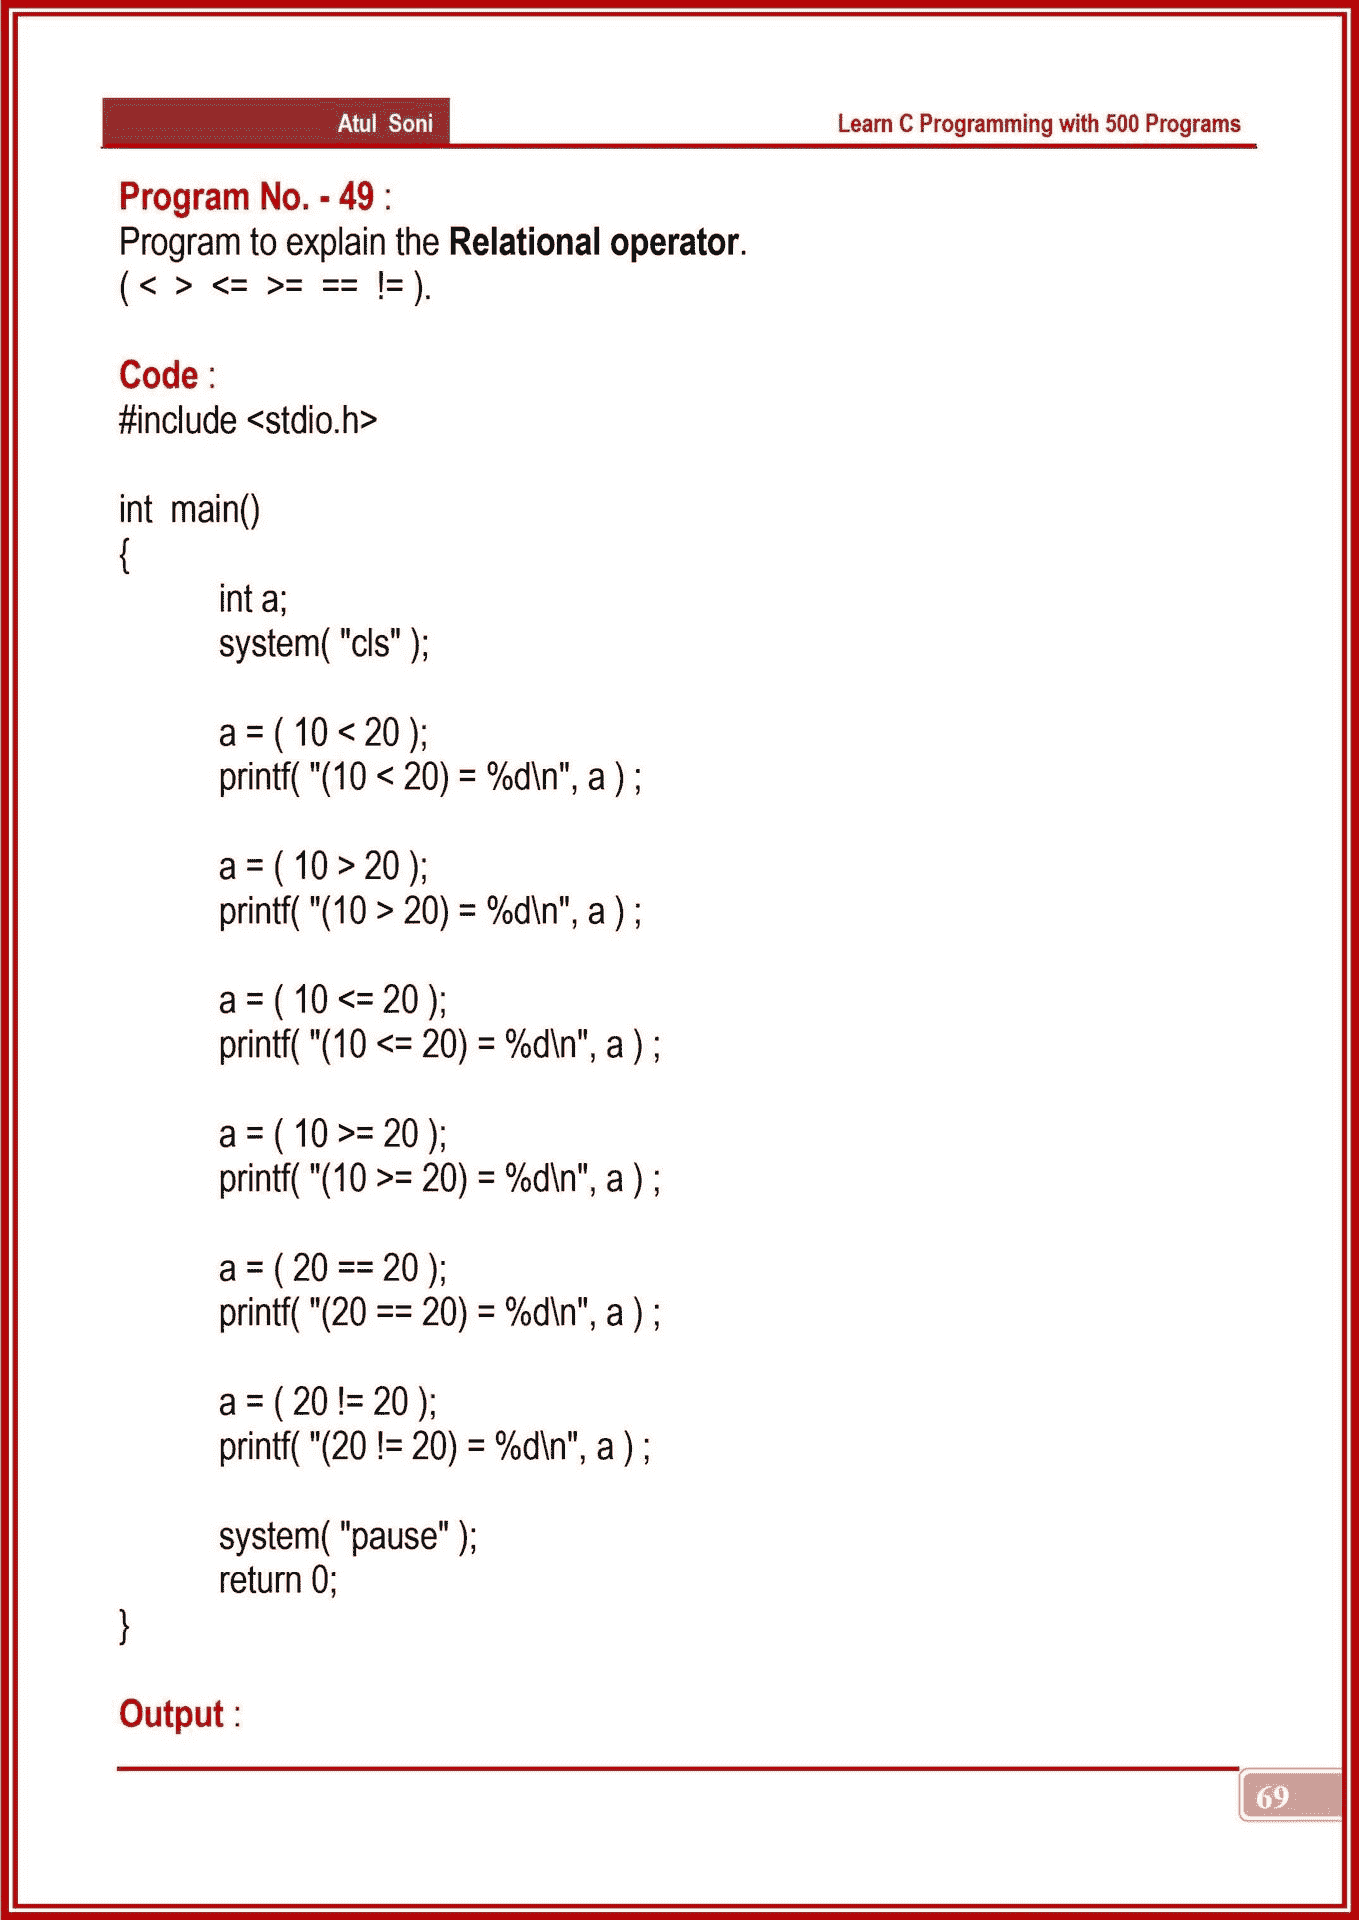 Atul  Soni
Learn C Programming with 500 Programs
Program No. - 49 :
Program to explain the Relational operator.
( <  >  <=  >=  ==  != ).
Code :
#include <stdio.h>
int  main()
{
int a;
system( "cls" );
a = ( 10 < 20 );
printf( "(10 < 20) = %d\n", a ) ;
a = ( 10 > 20 );
printf( "(10 > 20) = %d\n", a ) ;
a = ( 10 <= 20 );
printf( "(10 <= 20) = %d\n", a ) ;
a = ( 10 >= 20 );
printf( "(10 >= 20) = %d\n", a ) ;
a = ( 20 == 20 );
printf( "(20 == 20) = %d\n", a ) ;
a = ( 20 != 20 );
printf( "(20 != 20) = %d\n", a ) ;
system( "pause" );
return 0;
}
Output :
69